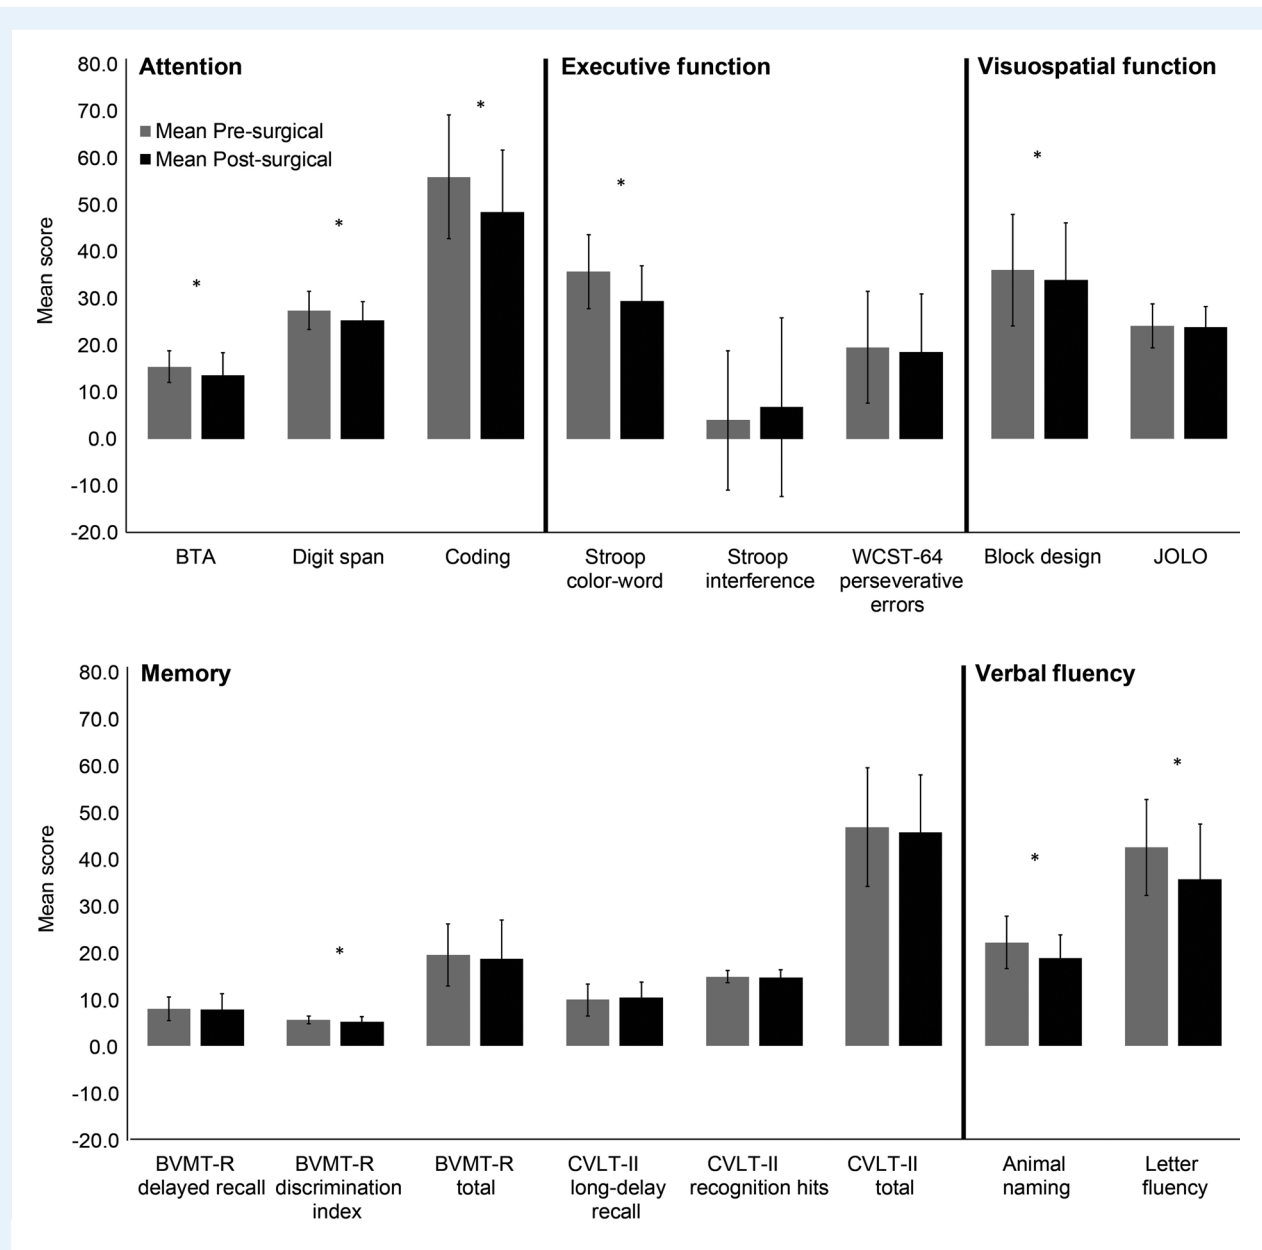 80.0
70.0
60.0
50.0
40.0
30.0
20.0
10.0
0.0
-10.0
-20.0
Mean score
Attention
Mean Pre-surgical
Mean Post-surgical
*
*
*
Executive function
*
Visuospatial function
*
BTA
Digit span
Coding
Stroop
color-word
Stroop
interference
WCST-64
perseverative
errors
Block design
JOLO
80.0
70.0
60.0
50.0
40.0
30.0
20.0
10.0
0.0
-10.0
-20.0
Mean score
Memory
*
Verbal fluency
*
*
BVMT-R
delayed recall
BVMT-R
discrimination
index
BVMT-R
total
CVLT-II
long-delay
recall
CVLT-II
recognition hits
CVLT-II
total
Animal
naming
Letter
fluency